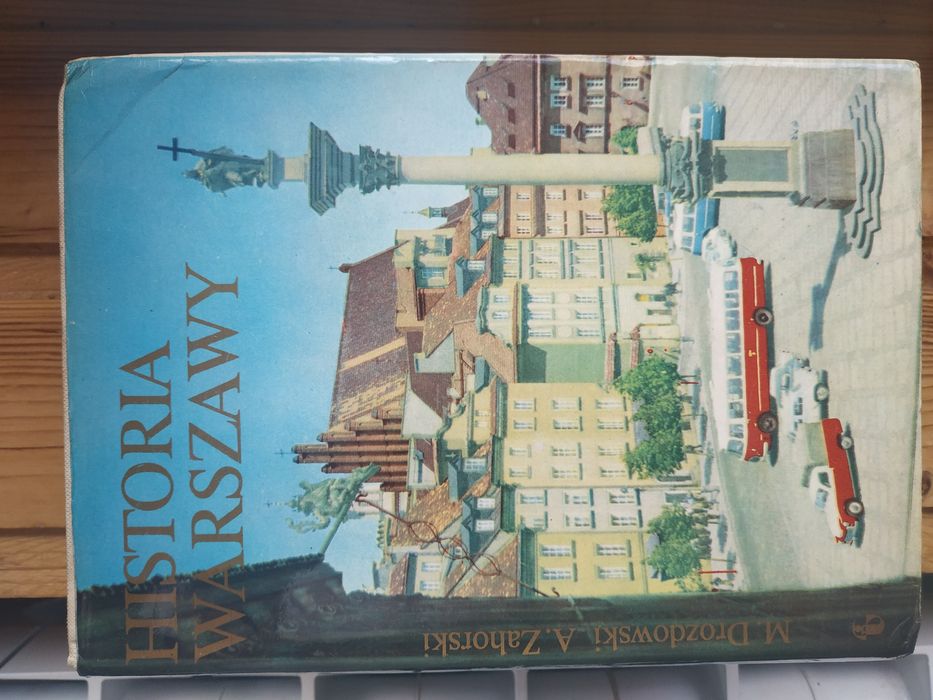 HISTORIA
WARSZAWY
M. Drozdowski A. Zahorski